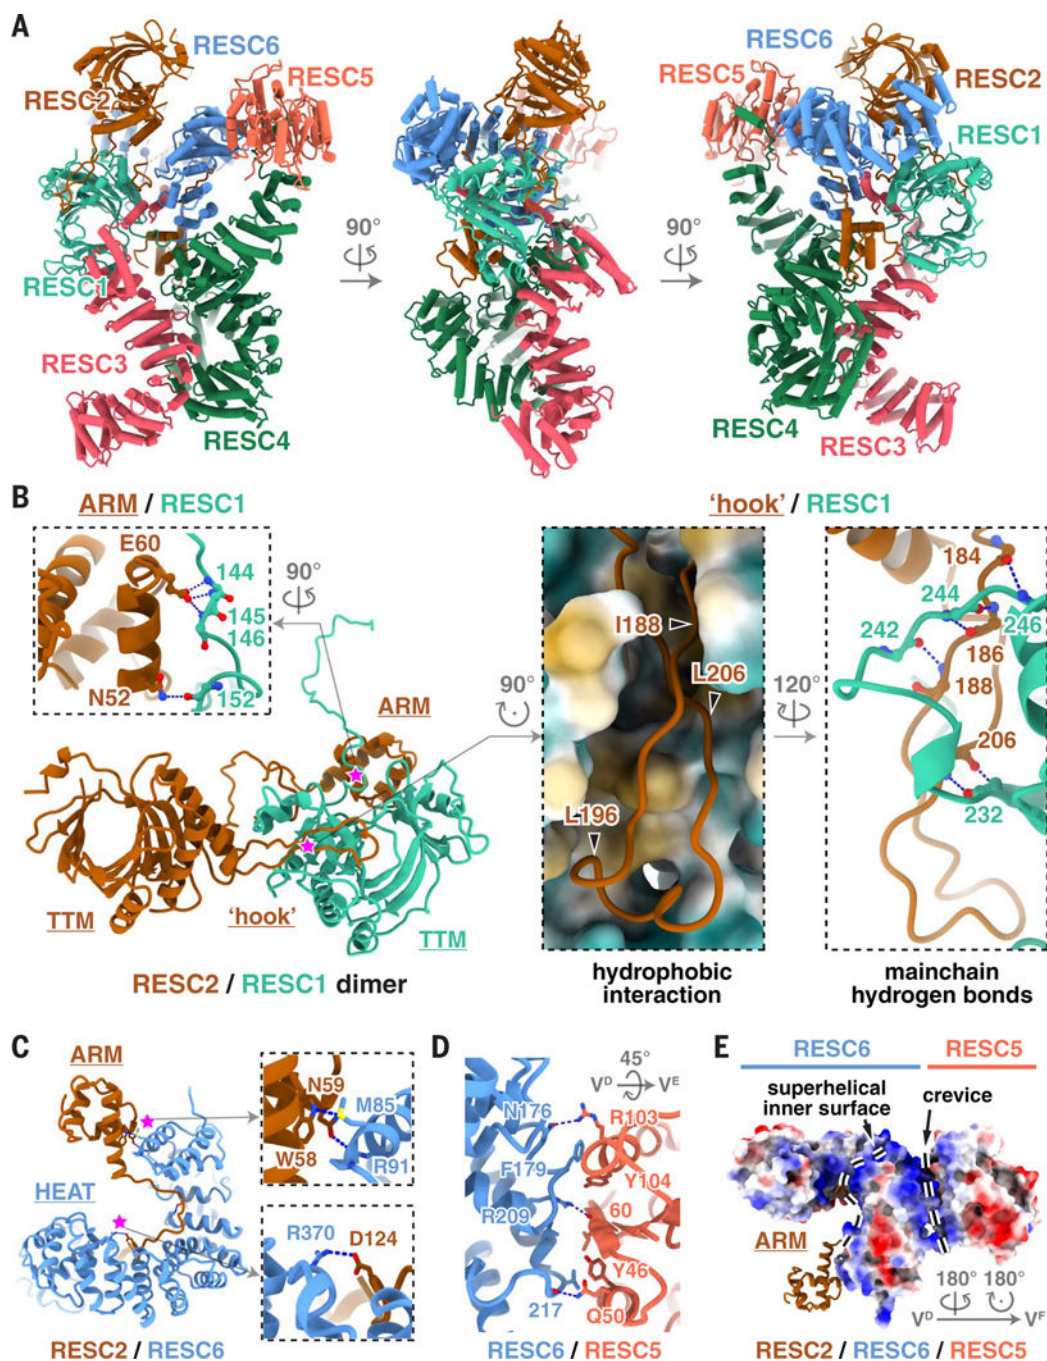 A
RESC6
RESC2
RESC5
RESC1
RESC3
RESC4
90°
90°
RESC6
RESC5
RESC2
RESC1
RESC4
RESC3
B
ARM / RESC1
E60
144
145
146
N52
152
90°
ARM
TTM
'hook'
TTM
RESC2 / RESC1 dimer
'hook' / RESC1
90°
I188
L206
L196
hydrophobic
interaction
120°
184
244
242
246
186
188
206
232
mainchain
hydrogen bonds
C
ARM
HEAT
N59
M85
W58
R91
R370
D124
RESC2 / RESC6
D
45°
Vᴰ
Vᴱ
N176
R103
F179
Y104
R209
60
Y46
217
Q50
RESC6 / RESC5
E
RESC6
RESC5
superhelical
inner surface
crevice
ARM
180°
180°
Vᴰ
Vᶠ
RESC2 / RESC6 / RESC5